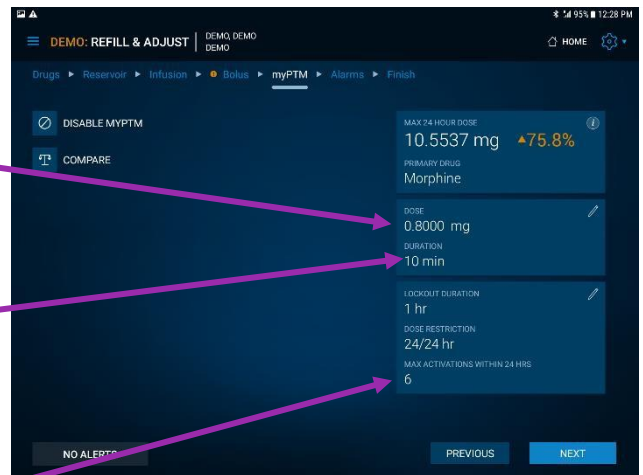 95% 12:28 PM
DEMO: REFILL & ADJUST DEMO, DEMO HOME
DEMO
Drugs ▸ Reservoir ▸ Infusion ▸ Bolus ▸ myPTM ▸ Alarms ▸ Finish
DISABLE MYPTM
COMPARE
MAX 24 HOUR DOSE
10.5537 mg ▲75.8%
PRIMARY DRUG
Morphine
DOSE
0.8000 mg
DURATION
10 min
LOCKOUT DURATION
1 hr
DOSE RESTRICTION
24/24 hr
MAX ACTIVATIONS WITHIN 24 HRS
6
NO ALERTS
PREVIOUS NEXT